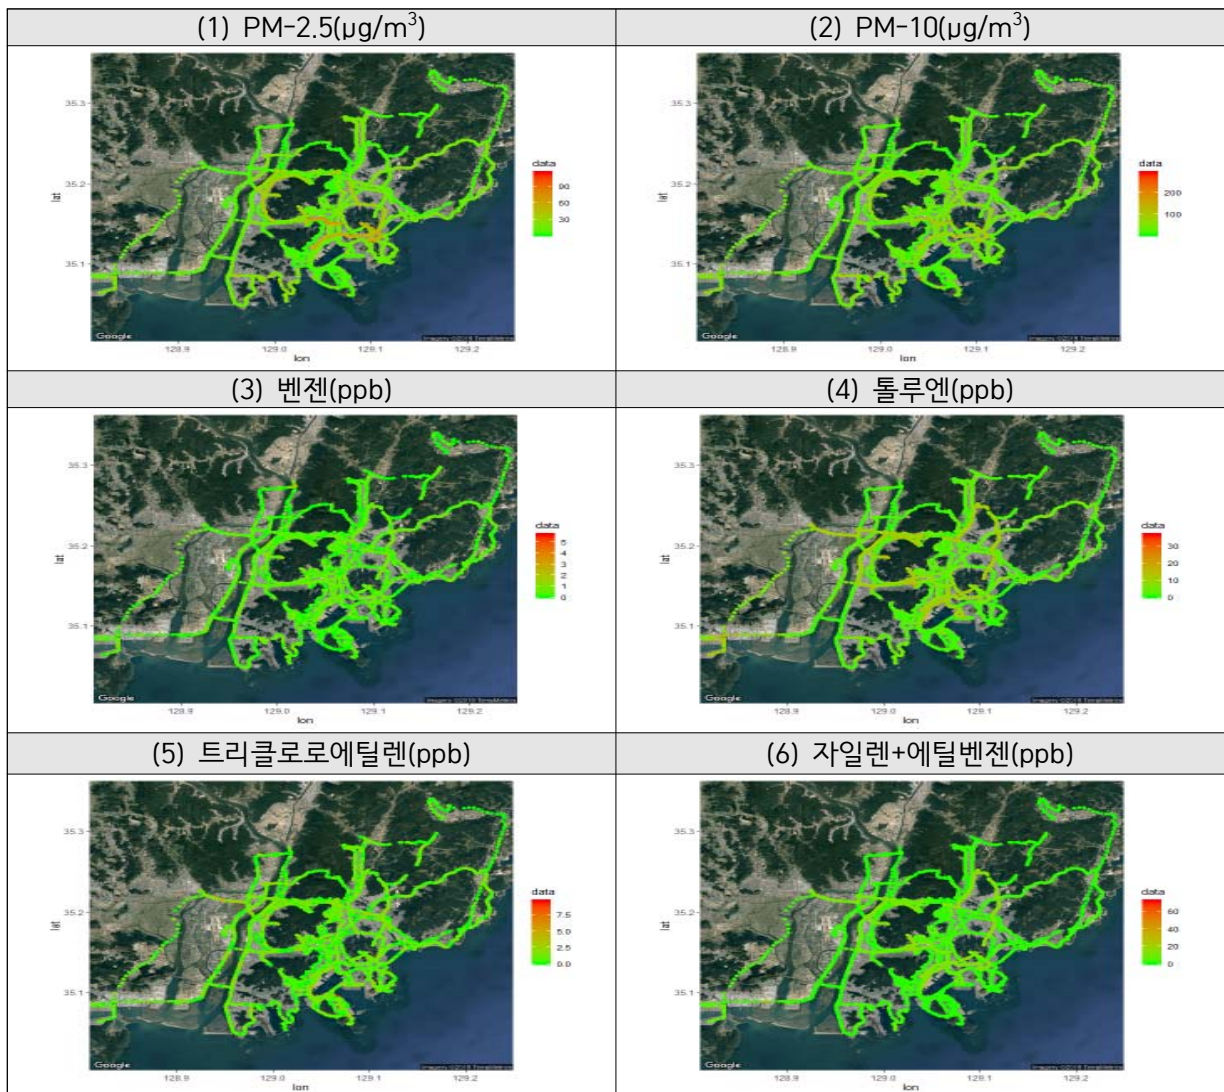 (1) PM-2.5(μg/m³)
(2) PM-10(μg/m³)
35.3
35.2
35.1
lat
128.9
129.0
129.1
129.2
lon
data
90
60
30
Google
35.3
35.2
35.1
lat
128.9
129.0
129.1
129.2
lon
data
200
100
Google
(3) 벤젠(ppb)
(4) 톨루엔(ppb)
35.3
35.2
35.1
lat
128.9
129.0
129.1
129.2
lon
data
5
4
3
2
1
0
Google
35.3
35.2
35.1
lat
128.9
129.0
129.1
129.2
lon
data
30
20
10
0
Google
(5) 트리클로로에틸렌(ppb)
(6) 자일렌+에틸벤젠(ppb)
35.3
35.2
35.1
lat
128.9
129.0
129.1
129.2
lon
data
7.5
5.0
2.5
0.0
Google
35.3
35.2
35.1
lat
128.9
129.0
129.1
129.2
lon
data
60
40
20
0
Google